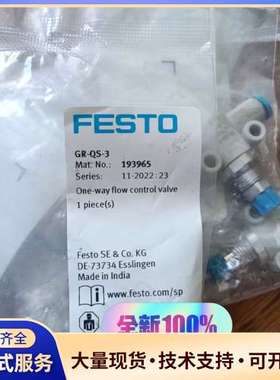 FESTO
GR-QS-3
Mat. No.: 193965
Series: 11-2022: 23
One-way flow control valve
1 piece(s)
Festo SE & Co. KG
DE-73734 Esslingen
Made in India
www.festo.com/sp
全新100%
齐全
式服务
大量现货·技术支持·可开